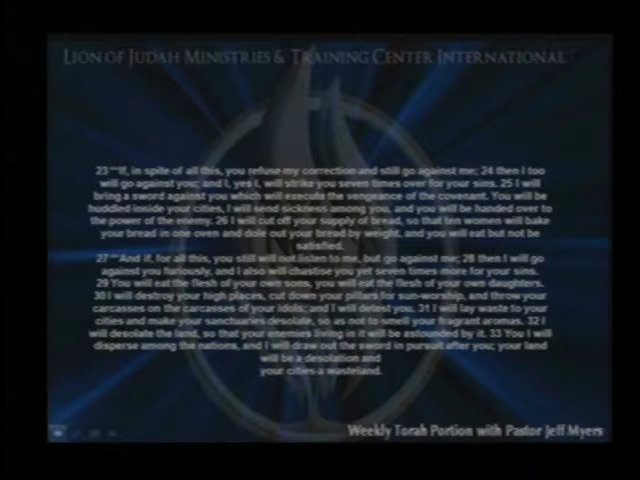 LION OF JUDAH MINISTRIES & TRAINING CENTER INTERNATIONAL
23 "'If, in spite of all this, you refuse my correction and still go against me; 24 then I too
will go against you; and I, yes I, will strike you seven times over for your sins. 25 I will
bring a sword against you which will execute the vengeance of the covenant. You will be
huddled inside your cities, I will send sickness among you, and you will be handed over to
the power of the enemy. 26 I will cut off your supply of bread, so that ten women will bake
your bread in one oven and dole out your bread by weight, and you will eat but not be
satisfied.
27 "'And if, for all this, you still will not listen to me, but go against me; 28 then I will go
against you furiously, and I also will chastise you yet seven times more for your sins.
29 You will eat the flesh of your own sons, you will eat the flesh of your own daughters.
30 I will destroy your high places, cut down your pillars for sun-worship, and throw your
carcasses on the carcasses of your idols; and I will detest you. 31 I will lay waste to your
cities and make your sanctuaries desolate, so as not to smell your fragrant aromas. 32 I
will desolate the land, so that your enemies living in it will be astounded by it. 33 You I will
disperse among the nations, and I will draw out the sword in pursuit after you; your land
will be a desolation and
your cities a wasteland.
Weekly Torah Portion with Pastor Jeff Myers